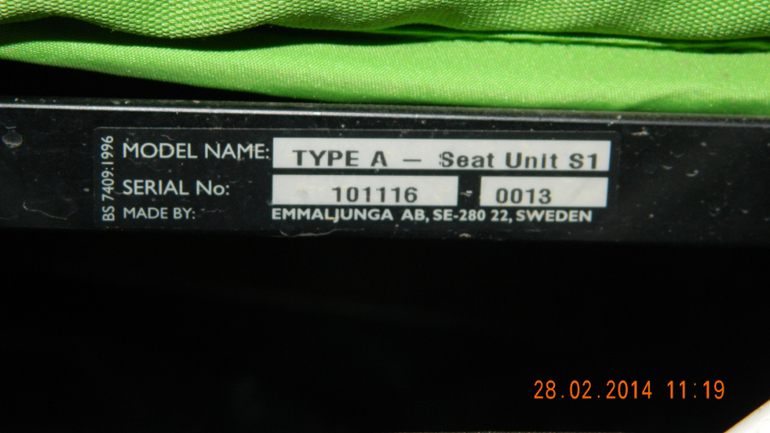 BS 7409:1996
MODEL NAME: TYPE A – Seat Unit S1
SERIAL No: 101116 - 0013
MADE BY: EMMALJUNGA AB, SE-280 22, SWEDEN
28.02.2014 11:19